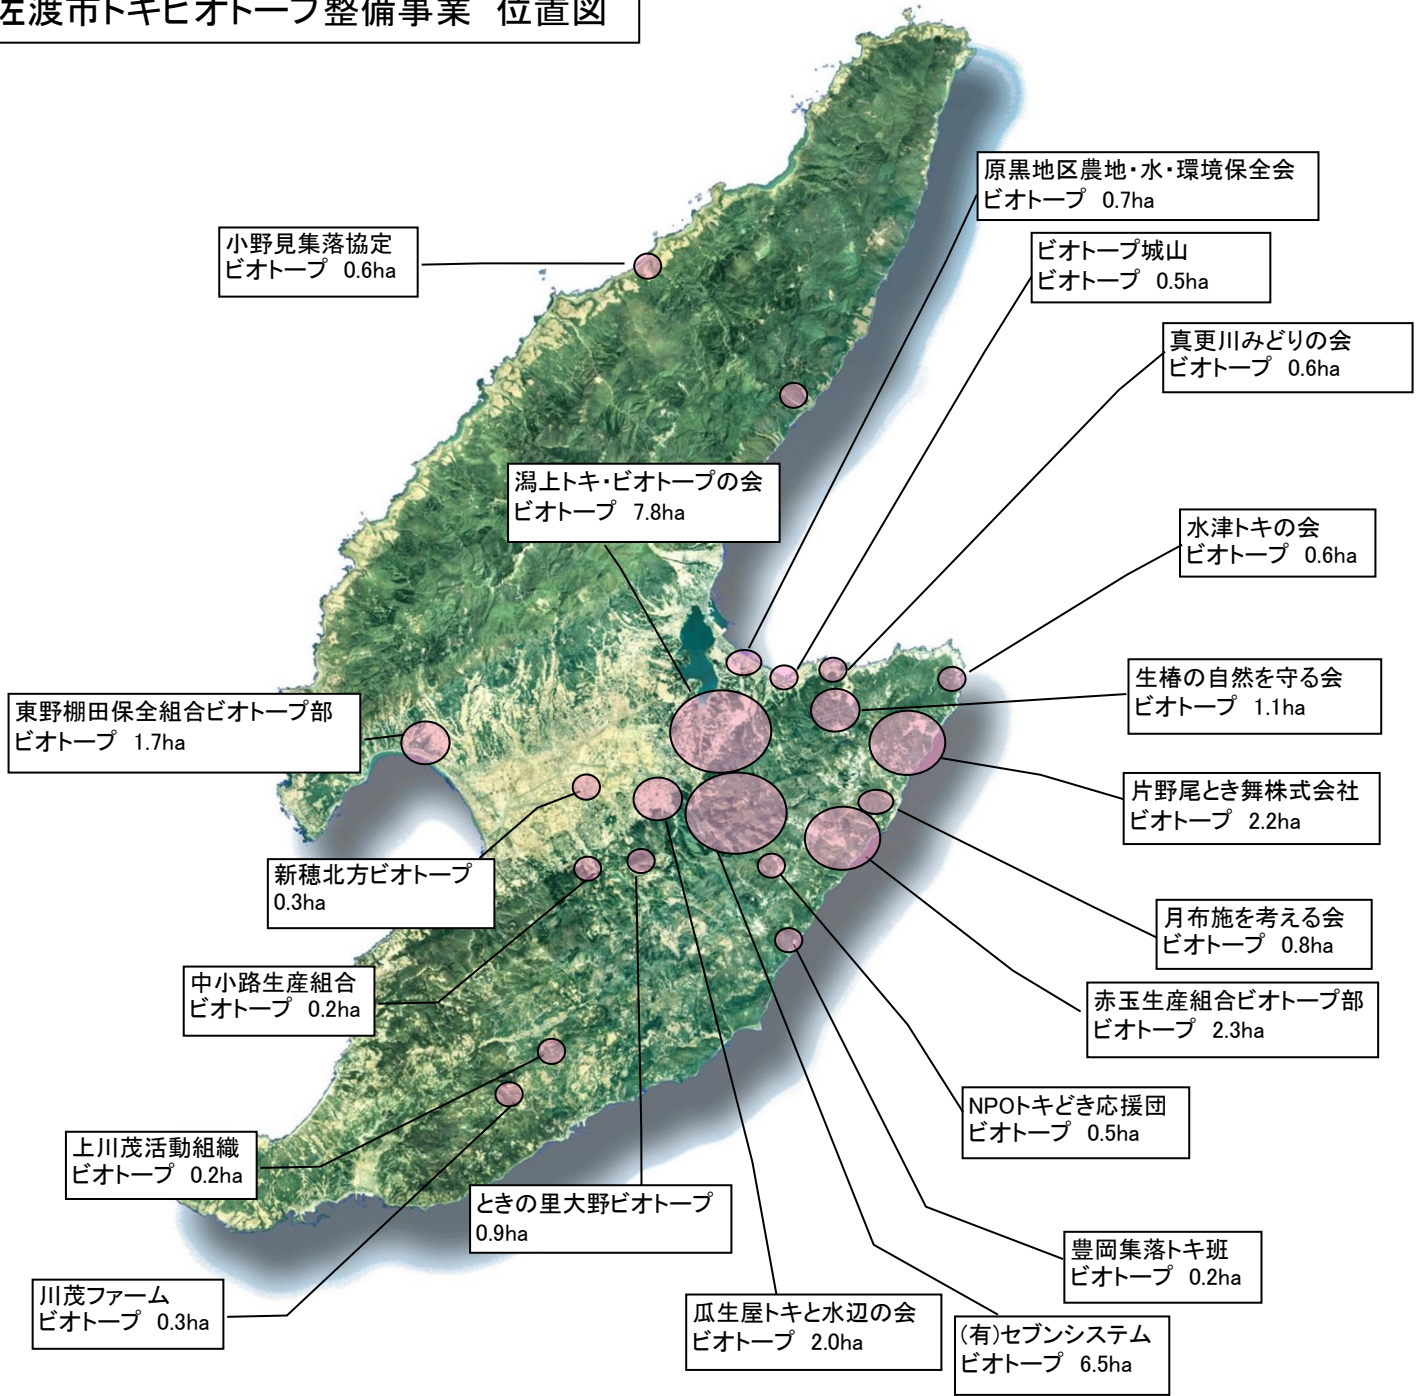 佐渡市トキビオトープ整備事業 位置図
原黒地区農地・水・環境保全会
ビオトープ 0.7ha
小野見集落協定
ビオトープ 0.6ha
ビオトープ城山
ビオトープ 0.5ha
真更川みどりの会
ビオトープ 0.6ha
潟上トキ・ビオトープの会
ビオトープ 7.8ha
水津トキの会
ビオトープ 0.6ha
生椿の自然を守る会
ビオトープ 1.1ha
東野棚田保全組合ビオトープ部
ビオトープ 1.7ha
片野尾とき舞株式会社
ビオトープ 2.2ha
新穂北方ビオトープ
0.3ha
月布施を考える会
ビオトープ 0.8ha
中小路生産組合
ビオトープ 0.2ha
赤玉生産組合ビオトープ部
ビオトープ 2.3ha
NPOトキどき応援団
ビオトープ 0.5ha
上川茂活動組織
ビオトープ 0.2ha
ときの里大野ビオトープ
0.9ha
豊岡集落トキ班
ビオトープ 0.2ha
川茂ファーム
ビオトープ 0.3ha
瓜生屋トキと水辺の会
ビオトープ 2.0ha
(有)セブンシステム
ビオトープ 6.5ha